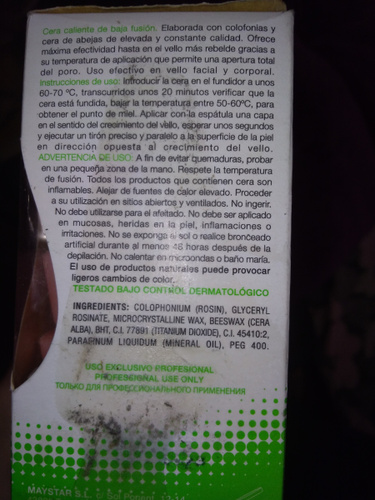 Cera caliente de baja fusión. Elaborada con colofonias y
cera de abejas de elevada y constante calidad. Ofrece
máxima efectividad hasta en el vello más rebelde gracias a
su temperatura de aplicación que permite una apertura total
del poro. Uso efectivo en vello facial y corporal.
Instrucciones de uso: Introducir la cera en el fundidor a unos
60-70 ºC, transcurridos unos 20 minutos verificar que la
cera está fundida, bajar la temperatura entre 50-60ºC, para
obtener el punto de miel. Aplicar con la espátula una capa
en el sentido del crecimiento del vello, esperar unos segundos
y ejecutar un tirón preciso y paralelo a la superficie de la piel
en dirección opuesta al crecimiento del vello.
ADVERTENCIA DE USO: A fin de evitar quemaduras, probar
en una pequeña zona de la mano. Respete la temperatura
de fusión. Todos los productos que contienen cera son
inflamables. Alejar de fuentes de calor elevado. Proceder
a su utilización en sitios abiertos y ventilados. No ingerir.
No debe utilizarse para el afeitado. No debe ser aplicado
en mucosas, heridas en la piel, inflamaciones o
irritaciones. No se exponga al sol o realice bronceado
artificial durante al menos 48 horas después de la
depilación. No calentar en microondas o baño maría.
El uso de productos naturales puede provocar
ligeros cambios de color.
TESTADO BAJO CONTROL DERMATOLÓGICO
INGREDIENTS: COLOPHONIUM (ROSIN), GLYCERYL
ROSINATE, MICROCRYSTALLINE WAX, BEESWAX (CERA
ALBA), BHT, C.I. 77891 (TITANIUM DIOXIDE), C.I. 45410:2,
PARAFINUM LIQUIDUM (MINERAL OIL), PEG 400.
USO EXCLUSIVO PROFESIONAL
PROFESSIONAL USE ONLY
ТОЛЬКО ДЛЯ ПРОФЕССИОНАЛЬНОГО ПРИМЕНЕНИЯ
MAYSTAR